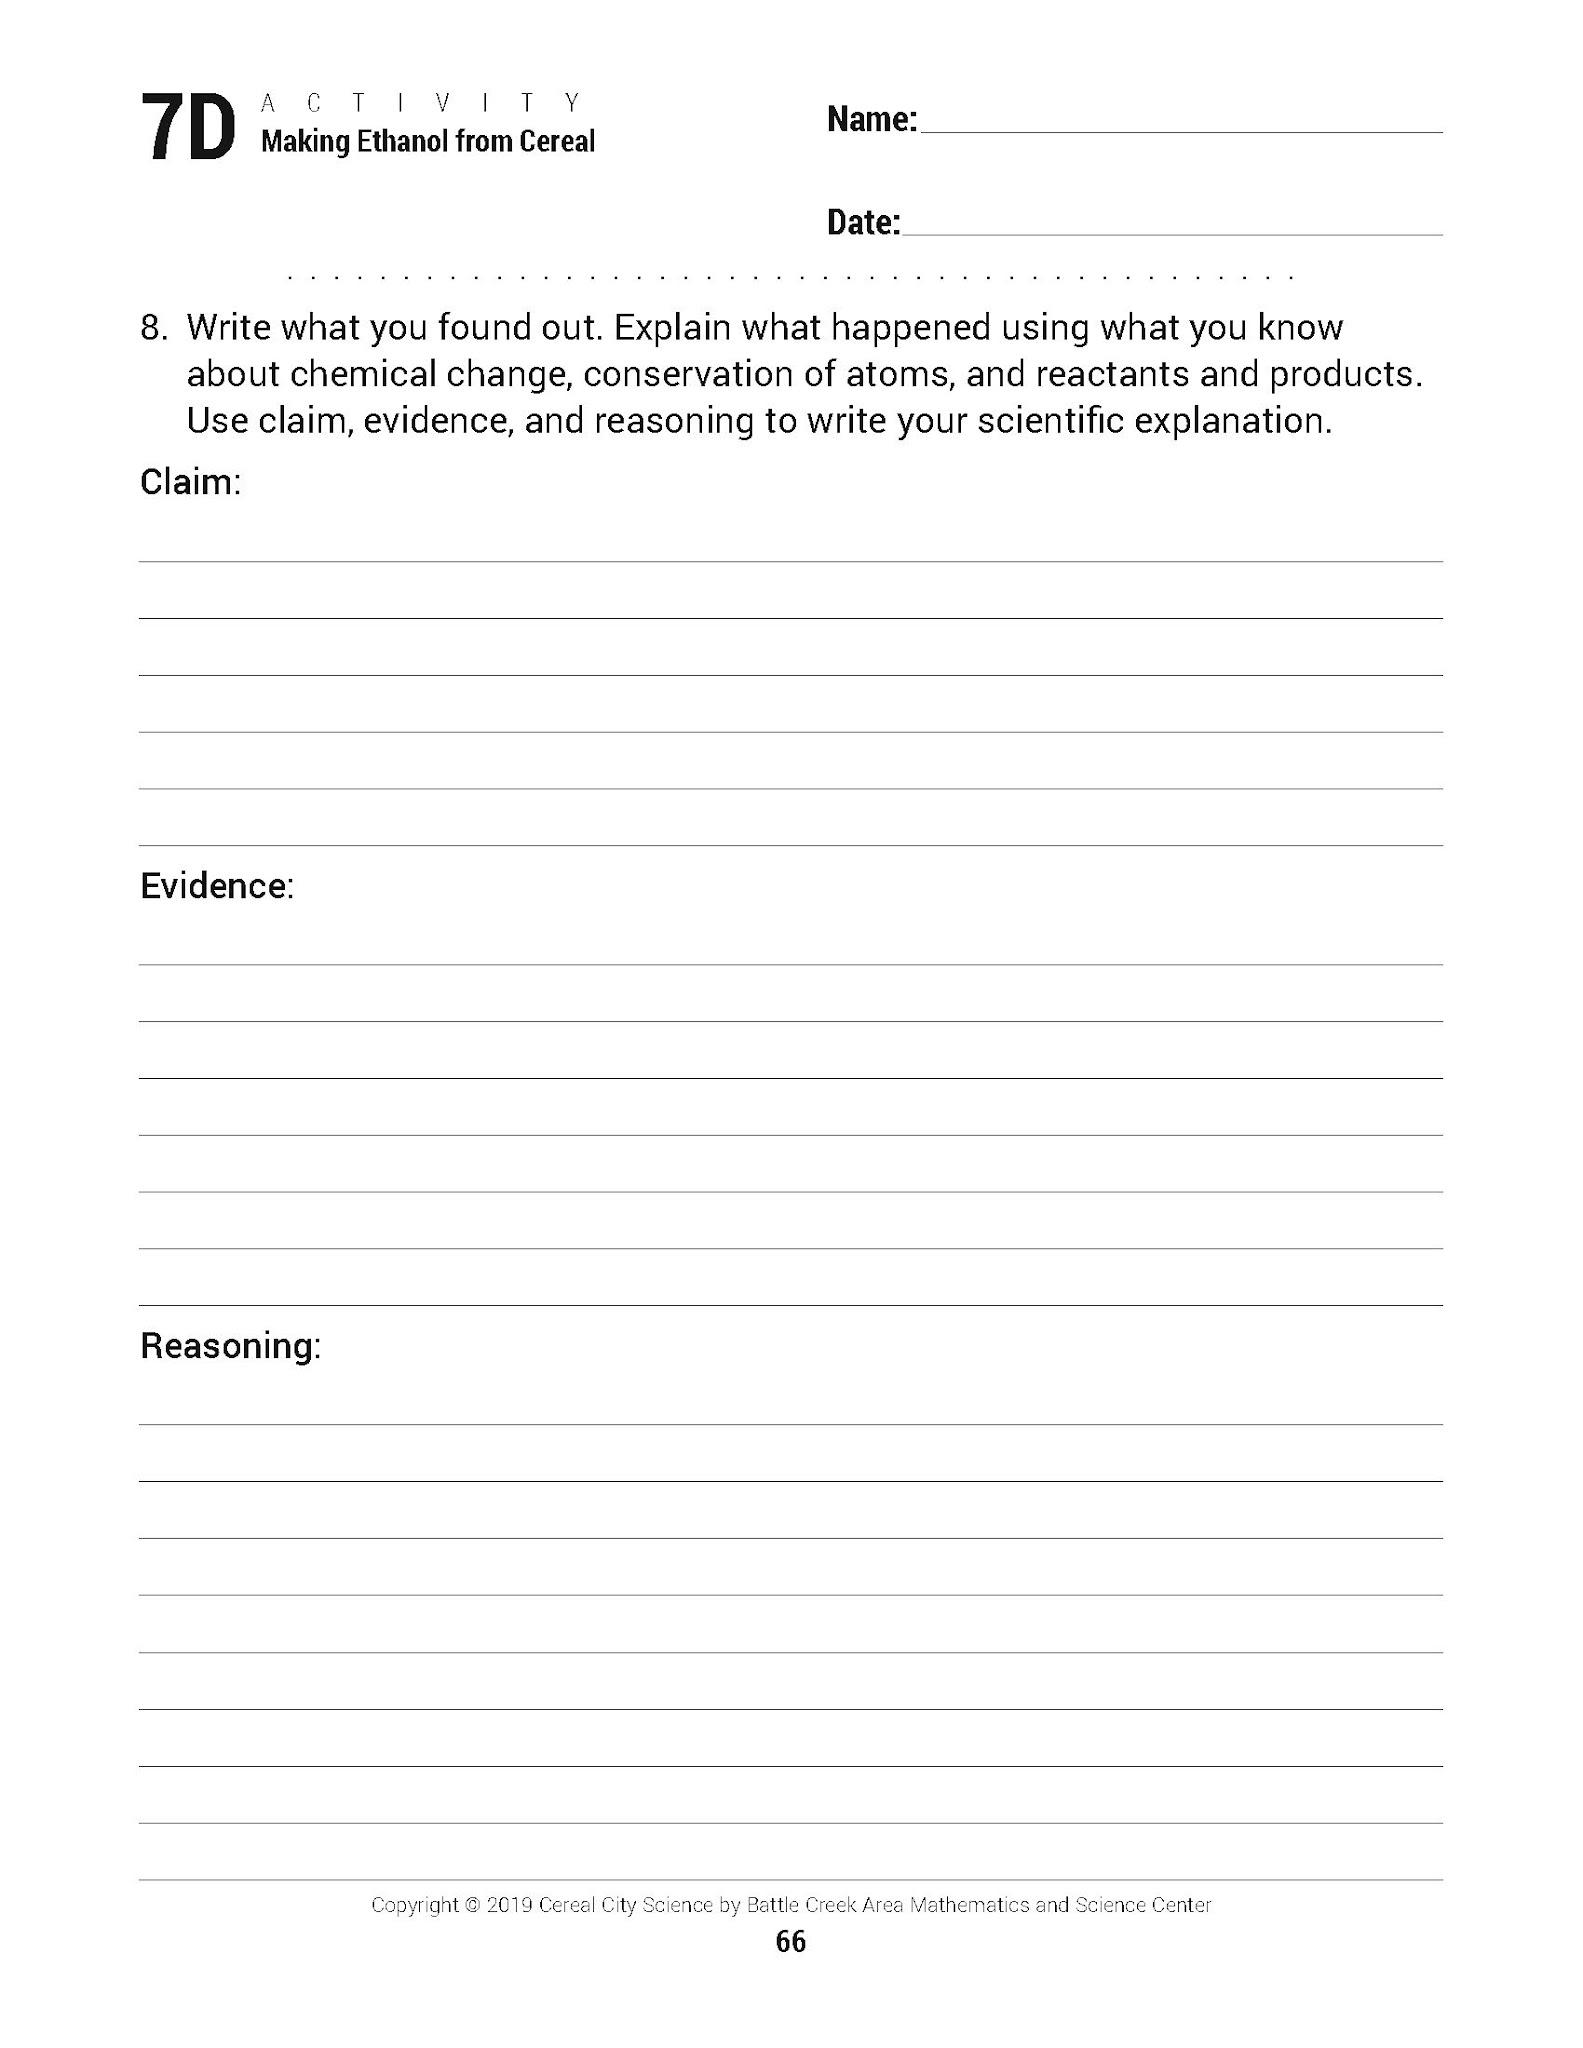 7D
ACTIVITY
Making Ethanol from Cereal
Name:
Date:
8. Write what you found out. Explain what happened using what you know
about chemical change, conservation of atoms, and reactants and products.
Use claim, evidence, and reasoning to write your scientific explanation.
Claim:
Evidence:
Reasoning:
Copyright © 2019 Cereal City Science by Battle Creek Area Mathematics and Science Center
66